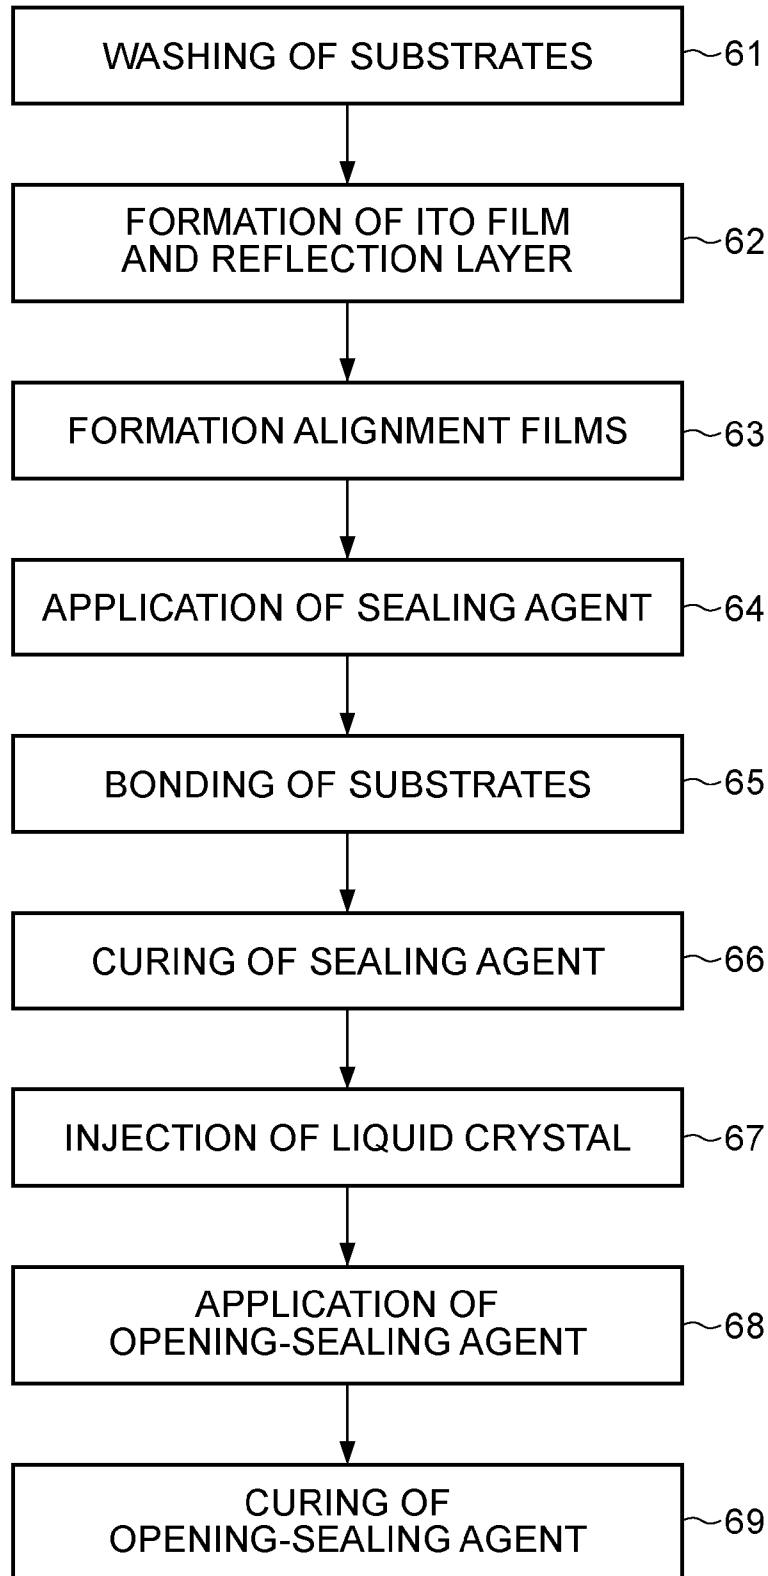 WASHING OF SUBSTRATES
61
FORMATION OF ITO FILM
AND REFLECTION LAYER
62
FORMATION ALIGNMENT FILMS
63
APPLICATION OF SEALING AGENT
64
BONDING OF SUBSTRATES
65
CURING OF SEALING AGENT
66
INJECTION OF LIQUID CRYSTAL
67
APPLICATION OF
OPENING-SEALING AGENT
68
CURING OF
OPENING-SEALING AGENT
69